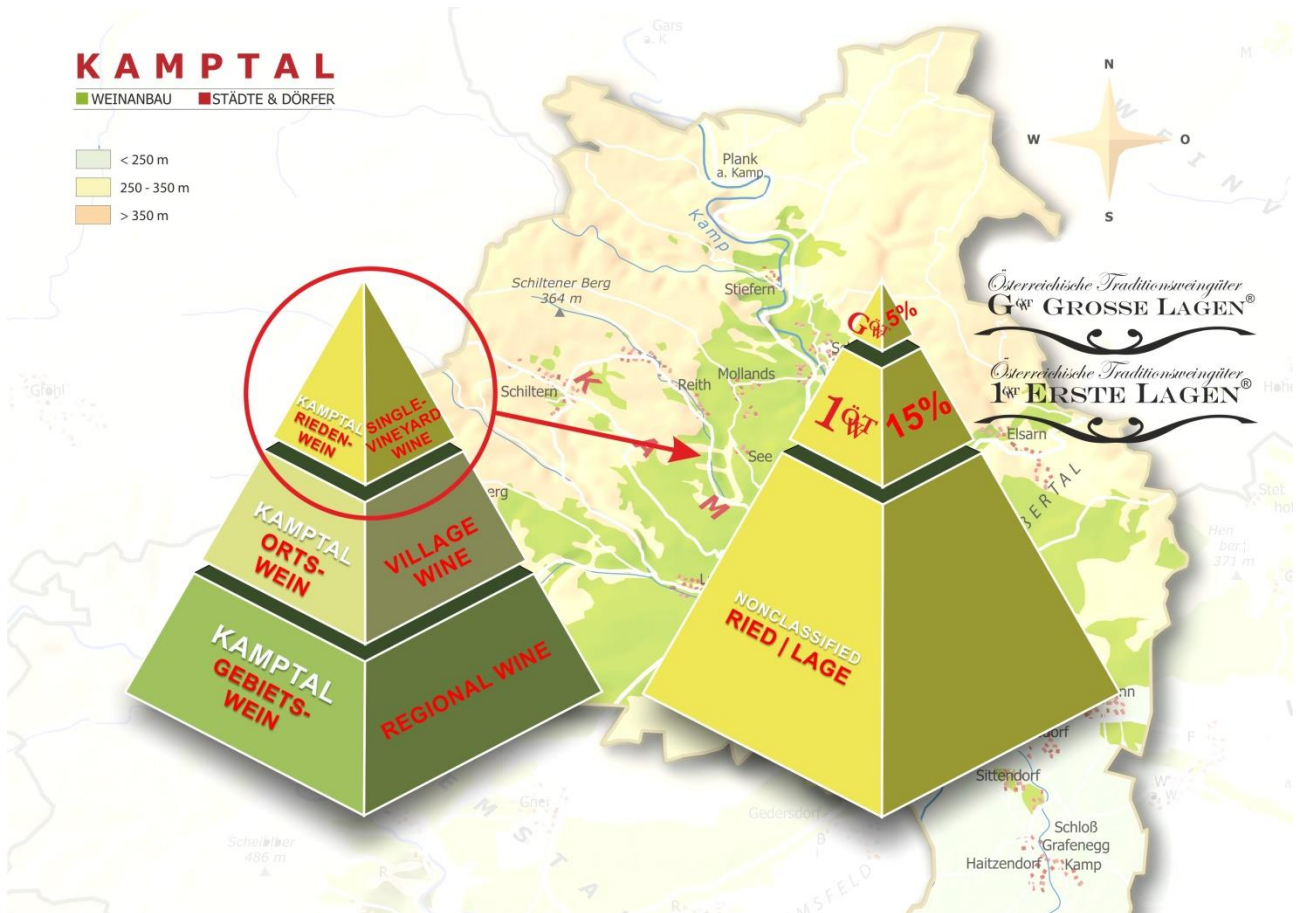 KAMPTAL
WEINANBAU
STÄDTE & DÖRFER
< 250 m
250 - 350 m
> 350 m
N
W
O
S
Gars
a. K
Plank
a. Kamp
Kamp
WEINV
Schiltener Berg
364 m
Stiefern
Schiltern
Reith
Mollands
See
Elsarn
K
A
M
Österreichische Traditionsweingüter
GROSSE LAGEN®
Österreichische Traditionsweingüter
ERSTE LAGEN®
KAMPTAL
RIEDEN-
WEIN
SINGLE-
VINEYARD
WINE
KAMPTAL
ORTS-
WEIN
VILLAGE
WINE
KAMPTAL
GEBIETS-
WEIN
REGIONAL WINE
5%
1ÖTW
15%
NONCLASSIFIED
RIED | LAGE
371 m
Sittendorf
Schloß
Grafenegg
Haitzendorf
Kamp
Gedersdorf
486 m